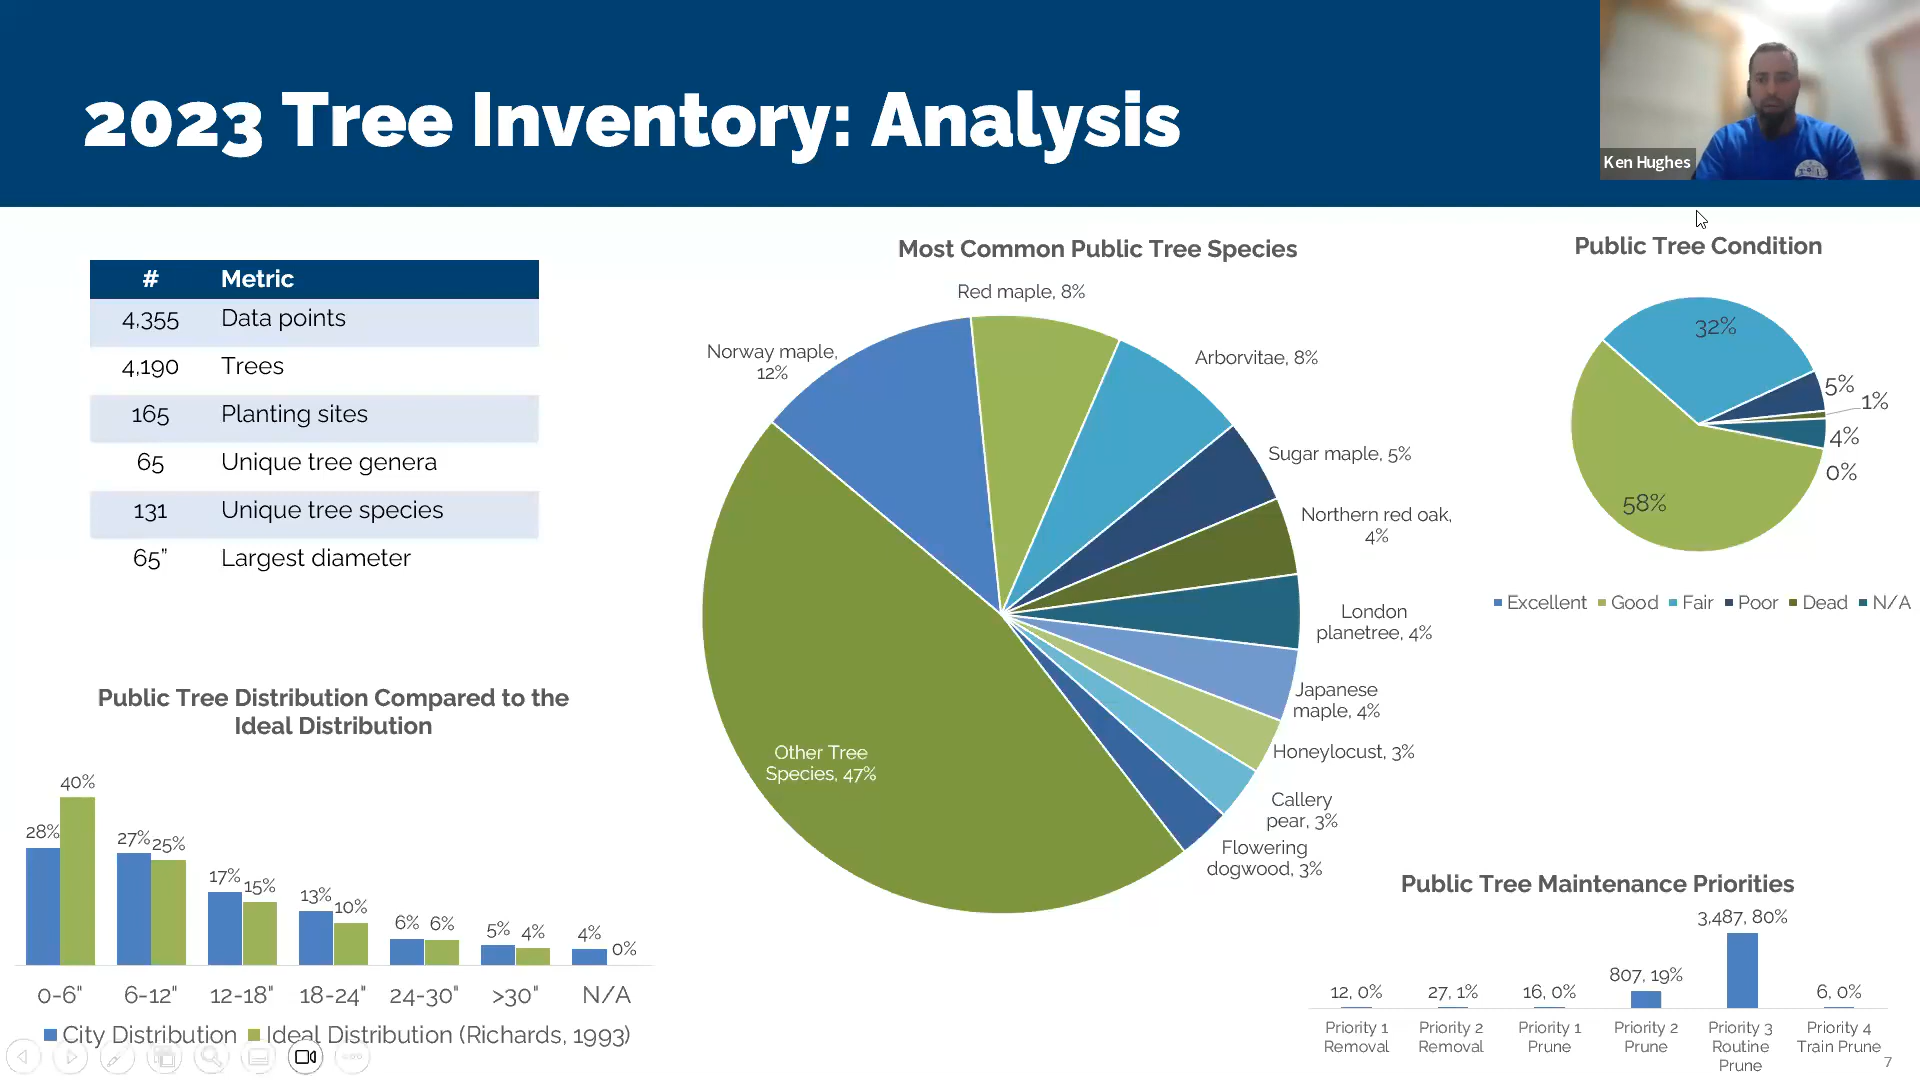 2023 Tree Inventory: Analysis
Ken Hughes
# Metric
4,355 Data points
4,190 Trees
165 Planting sites
65 Unique tree genera
131 Unique tree species
65” Largest diameter
Public Tree Distribution Compared to the
Ideal Distribution
28% 40%
27% 25%
17% 15%
13% 10%
6% 6%
5% 4%
4% 0%
0-6" 6-12" 12-18" 18-24" 24-30" >30" N/A
City Distribution Ideal Distribution (Richards, 1993)
Most Common Public Tree Species
Red maple, 8%
Norway maple,
12%
Arborvitae, 8%
Sugar maple, 5%
Northern red oak,
4%
London
planetree, 4%
Japanese
maple, 4%
Honeylocust, 3%
Callery
pear, 3%
Flowering
dogwood, 3%
Other Tree
Species, 47%
Public Tree Condition
32%
5%
1%
4%
0%
58%
Excellent Good Fair Poor Dead N/A
Public Tree Maintenance Priorities
12, 0% 27, 1% 16, 0% 807, 19% 3,487, 80% 6, 0%
Priority 1
Removal
Priority 2
Removal
Priority 1
Prune
Priority 2
Prune
Priority 3
Routine
Prune
Priority 4
Train Prune
7